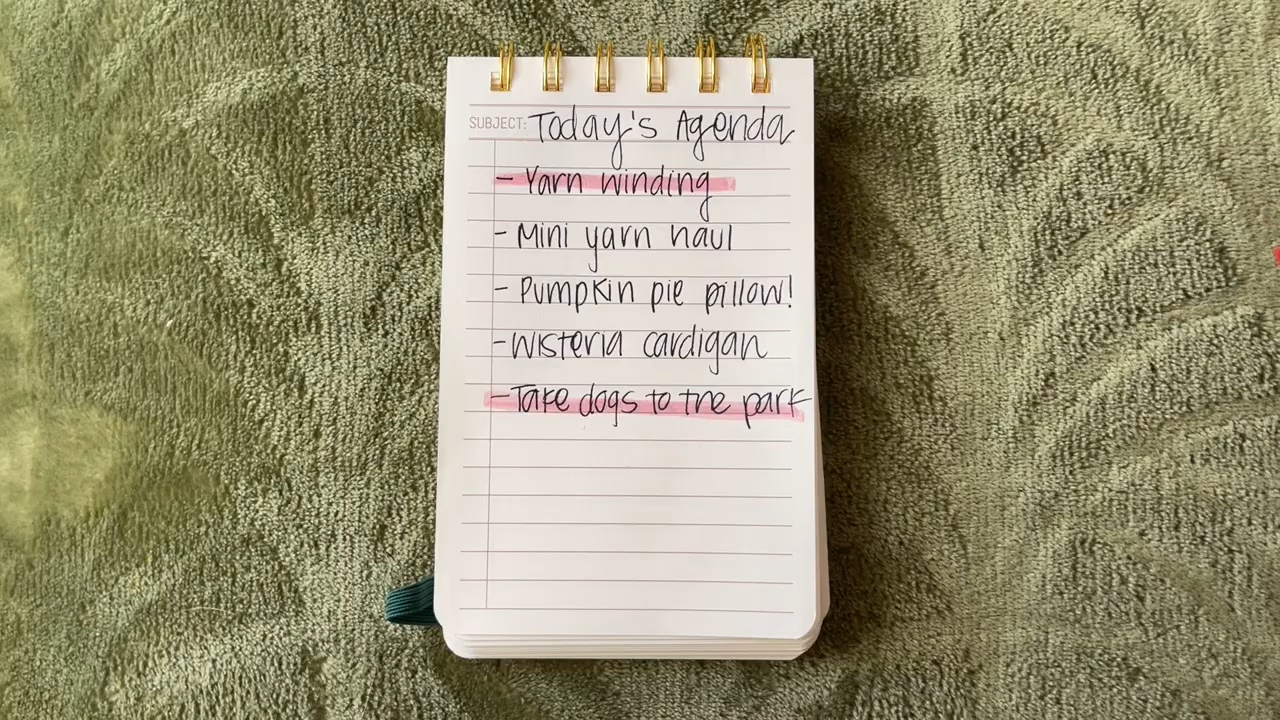 SUBJECT: Today's Agenda
- Yarn winding
- Mini yarn haul
- Pumpkin pie pillow!
- Wisteria cardigan
- Take dogs to the park